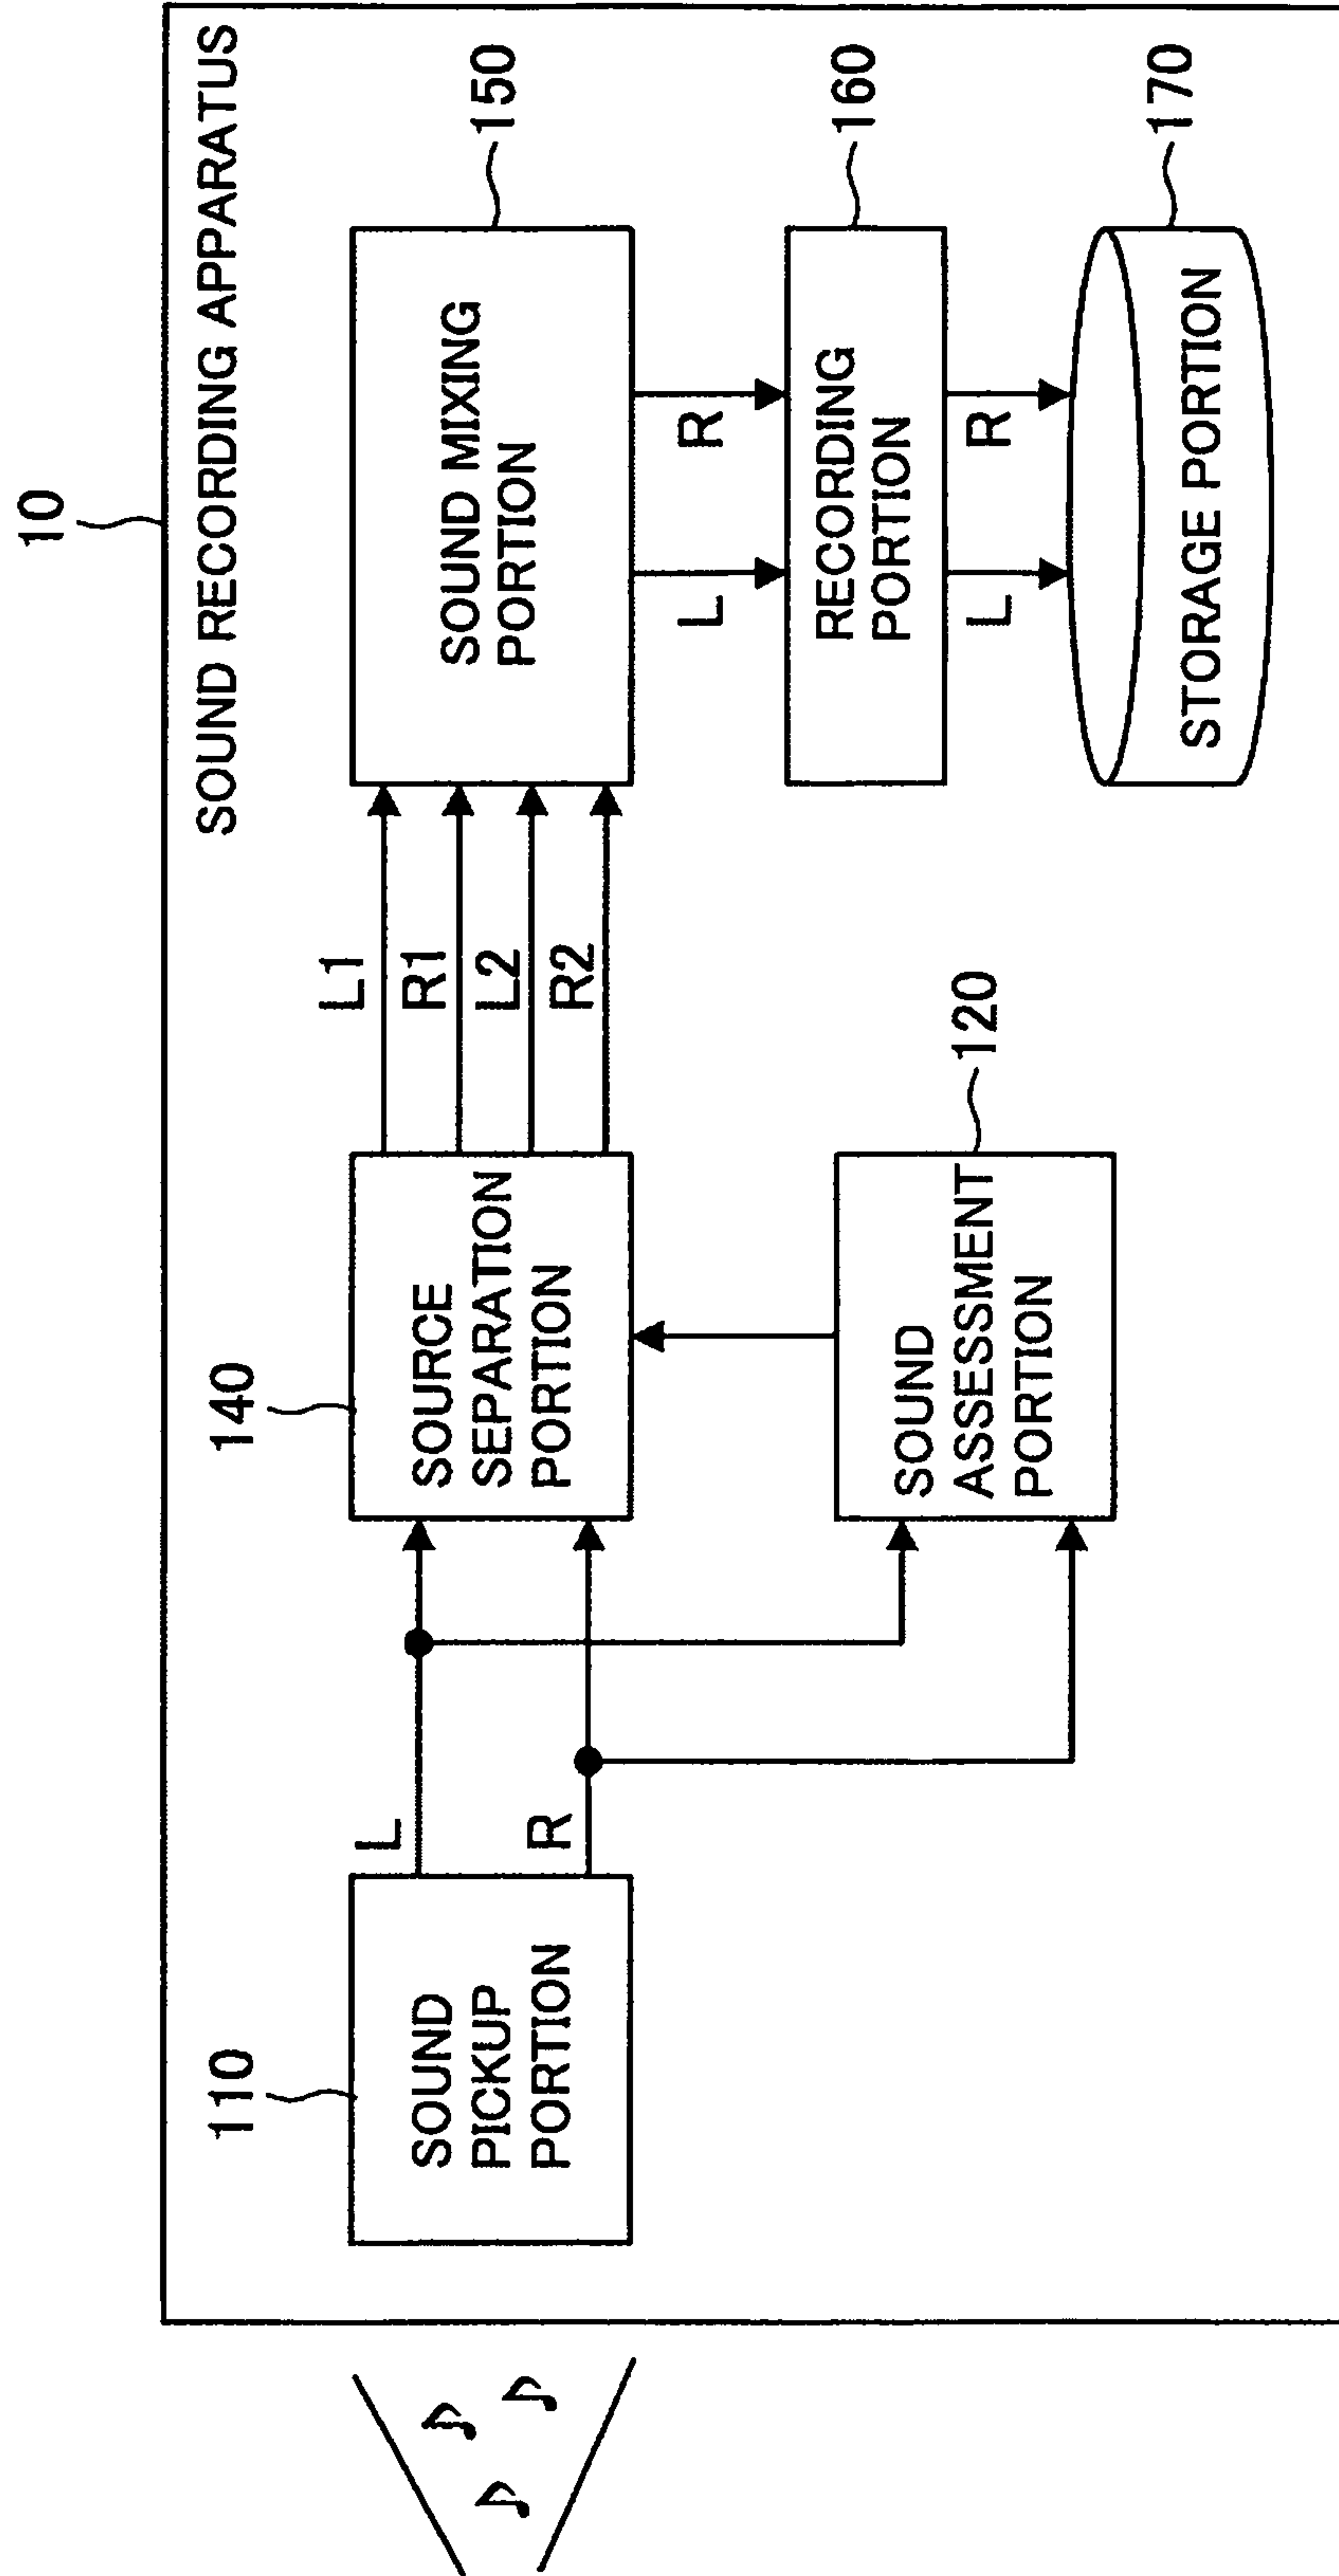 10
SOUND RECORDING APPARATUS
110
SOUND
PICKUP
PORTION
L
R
140
SOURCE
SEPARATION
PORTION
L1
R1
L2
R2
150
SOUND MIXING
PORTION
120
SOUND
ASSESSMENT
PORTION
L
R
160
RECORDING
PORTION
L
R
170
STORAGE PORTION